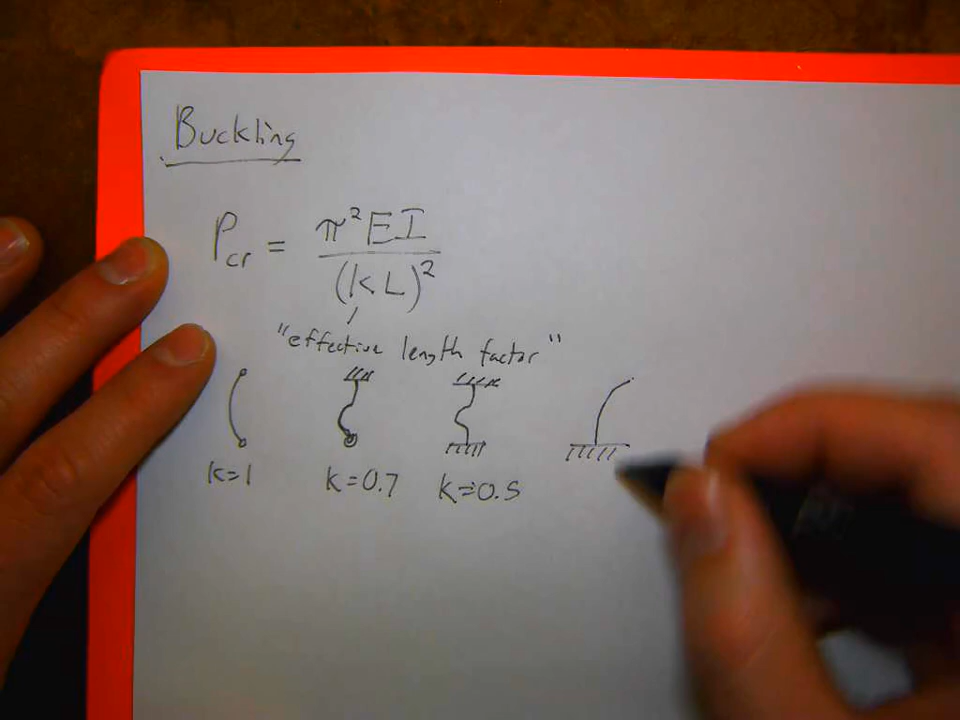 Buckling
Pcr = π²EI / (kL)²
"effective length factor"
k=1 k=0.7 k=0.5